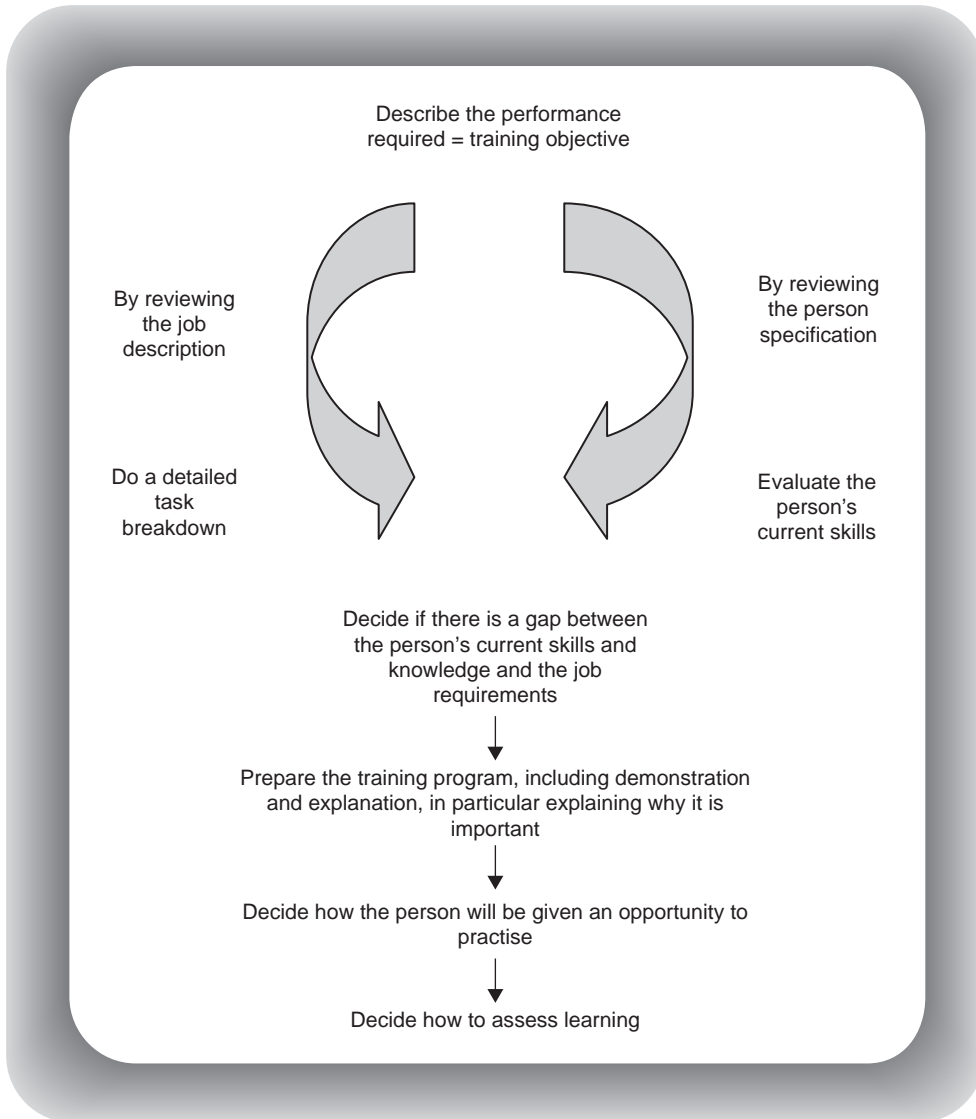 Describe the performance
required = training objective
By reviewing
the job
description
By reviewing
the person
specification
Do a detailed
task
breakdown
Evaluate the
person's
current skills
Decide if there is a gap between
the person's current skills and
knowledge and the job
requirements
Prepare the training program, including demonstration
and explanation, in particular explaining why it is
important
Decide how the person will be given an opportunity to
practise
Decide how to assess learning